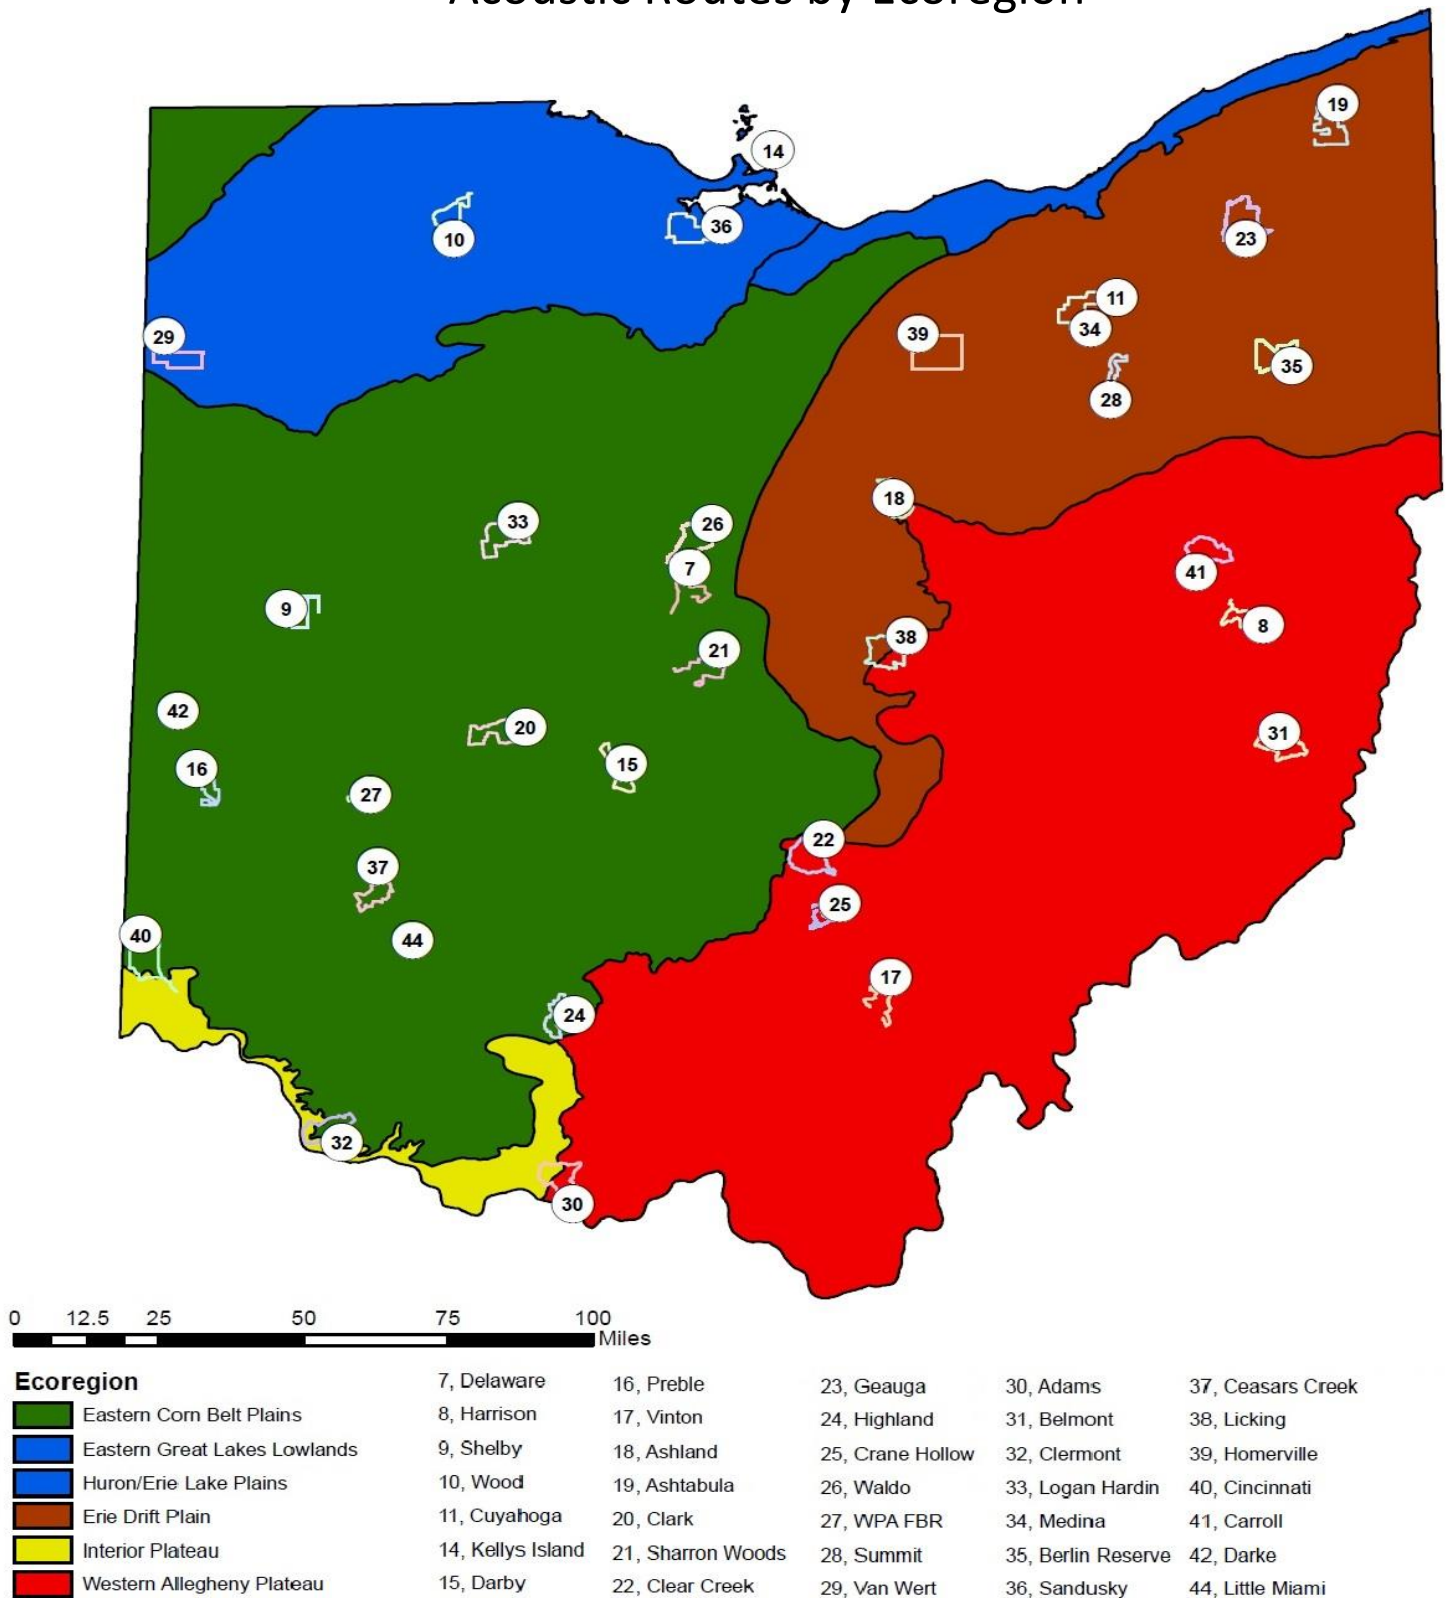 Acoustic Routes by Ecoregion
19
14
36
10
23
11
34
29
39
35
28
18
33
26
7
41
9
8
38
21
42
20
31
15
16
27
22
37
25
40
44
17
24
32
30
0 12.5 25 50 75 100
Miles
Ecoregion
Eastern Corn Belt Plains
Eastern Great Lakes Lowlands
Huron/Erie Lake Plains
Erie Drift Plain
Interior Plateau
Western Allegheny Plateau
7, Delaware
8, Harrison
9, Shelby
10, Wood
11, Cuyahoga
14, Kellys Island
15, Darby
16, Preble
17, Vinton
18, Ashland
19, Ashtabula
20, Clark
21, Sharron Woods
22, Clear Creek
23, Geauga
24, Highland
25, Crane Hollow
26, Waldo
27, WPA FBR
28, Summit
29, Van Wert
30, Adams
31, Belmont
32, Clermont
33, Logan Hardin
34, Medina
35, Berlin Reserve
36, Sandusky
37, Ceasars Creek
38, Licking
39, Homerville
40, Cincinnati
41, Carroll
42, Darke
44, Little Miami